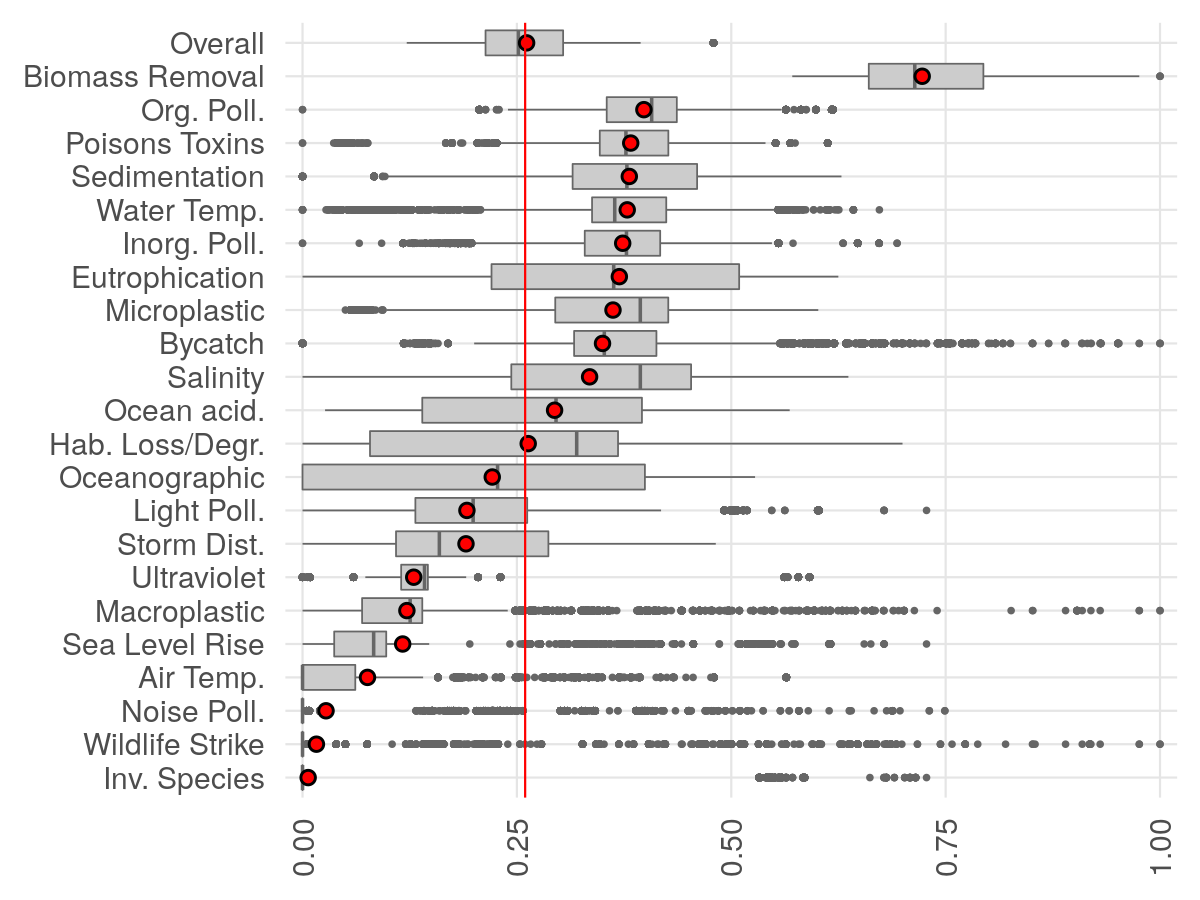 Overall
Biomass Removal
Org. Poll.
Poisons Toxins
Sedimentation
Water Temp.
Inorg. Poll.
Eutrophication
Microplastic
Bycatch
Salinity
Ocean acid.
Hab. Loss/Degr.
Oceanographic
Light Poll.
Storm Dist.
Ultraviolet
Macroplastic
Sea Level Rise
Air Temp.
Noise Poll.
Wildlife Strike
Inv. Species
0.00
0.25
0.50
0.75
1.00